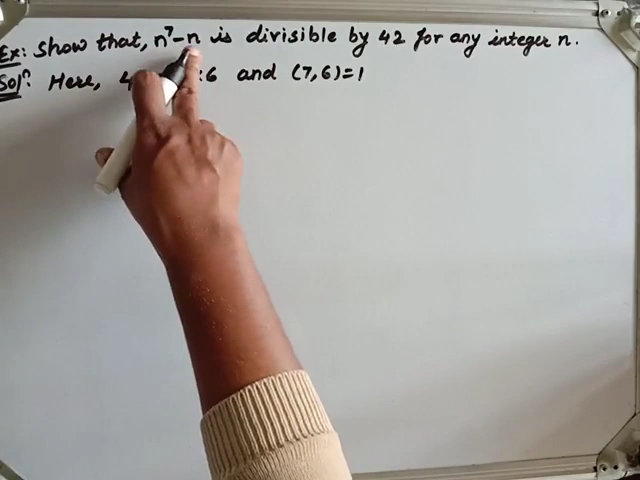 Ex: Show that, n⁷-n is divisible by 42 for any integer n.
Solⁿ: Here, 6 and (7,6)=1